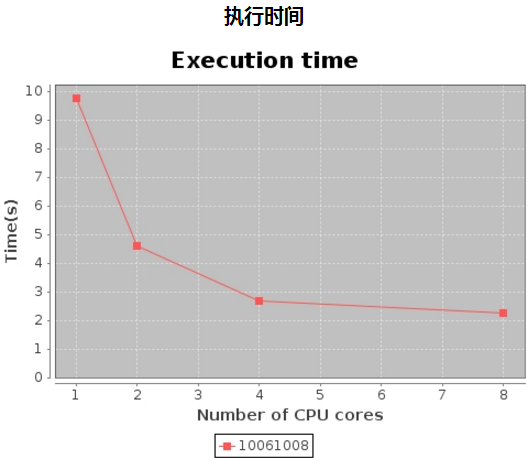 执行时间
Execution time
Time(s)
10
9
8
7
6
5
4
3
2
1
0
1 2 3 4 5 6 7 8
Number of CPU cores
10061008